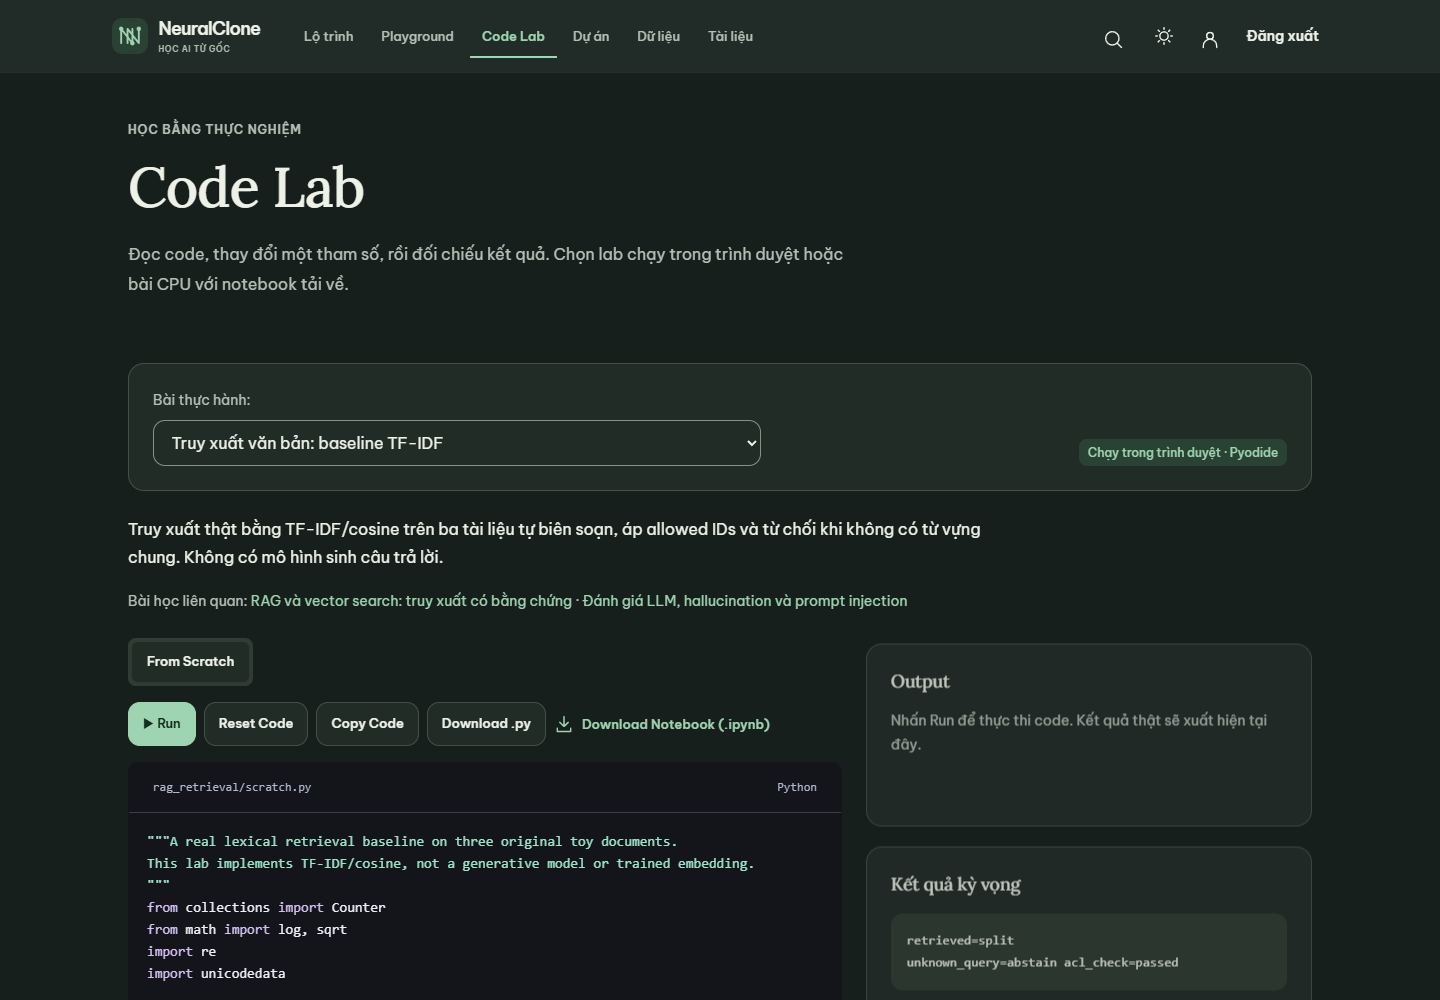 NeuralClone
HỌC AI TỪ GỐC
Lộ trình
Playground
Code Lab
Dự án
Dữ liệu
Tài liệu
Đăng xuất
HỌC BẰNG THỰC NGHIỆM
Code Lab
Đọc code, thay đổi một tham số, rồi đối chiếu kết quả. Chọn lab chạy trong trình duyệt hoặc
bài CPU với notebook tải về.
Bài thực hành:
Truy xuất văn bản: baseline TF-IDF
Chạy trong trình duyệt · Pyodide
Truy xuất thật bằng TF-IDF/cosine trên ba tài liệu tự biên soạn, áp allowed IDs và từ chối khi không có từ vựng
chung. Không có mô hình sinh câu trả lời.
Bài học liên quan: RAG và vector search: truy xuất có bằng chứng · Đánh giá LLM, hallucination và prompt injection
From Scratch
▶ Run
Reset Code
Copy Code
Download .py
Download Notebook (.ipynb)
rag_retrieval/scratch.py
Python
"""A real lexical retrieval baseline on three original toy documents.
This lab implements TF-IDF/cosine, not a generative model or trained embedding.
"""
from collections import Counter
from math import log, sqrt
import re
import unicodedata
Output
Nhấn Run để thực thi code. Kết quả thật sẽ xuất hiện tại
đây.
Kết quả kỳ vọng
retrieved=split
unknown_query=abstain acl_check=passed